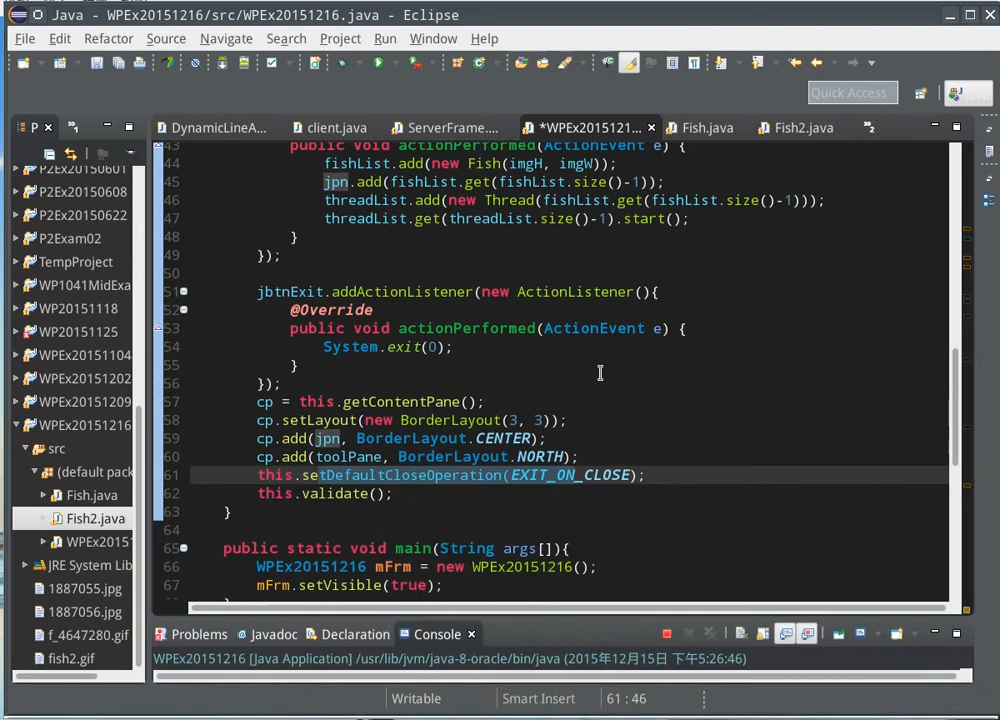 Java - WPEx20151216/src/WPEx20151216.java - Eclipse
File Edit Refactor Source Navigate Search Project Run Window Help
Quick Access
P
DynamicLineA... client.java ServerFrame.... *WPEx2015121... Fish.java Fish2.java
P2Ex20150601
P2Ex20150608
P2Ex20150622
P2Exam02
TempProject
WP1041MidExa
WP20151118
WP20151125
WPEx20151104
WPEx20151202
WPEx20151209
WPEx20151216
src
(default pack
Fish.java
Fish2.java
WPEx2015
JRE System Lib
1887055.jpg
1887056.jpg
f_4647280.gif
fish2.gif
43 public void actionPerformed(ActionEvent e) {
44 fishList.add(new Fish(imgH, imgW));
45 jpn.add(fishList.get(fishList.size()-1));
46 threadList.add(new Thread(fishList.get(fishList.size()-1)));
47 threadList.get(threadList.size()-1).start();
48 }
49 });
50
51 jbtnExit.addActionListener(new ActionListener(){
52 @Override
53 public void actionPerformed(ActionEvent e) {
54 System.exit(0);
55 }
56 });
57 cp = this.getContentPane();
58 cp.setLayout(new BorderLayout(3, 3));
59 cp.add(jpn, BorderLayout.CENTER);
60 cp.add(toolPane, BorderLayout.NORTH);
61 this.setDefaultCloseOperation(EXIT_ON_CLOSE);
62 this.validate();
63 }
64
65 public static void main(String args[]){
66 WPEx20151216 mFrm = new WPEx20151216();
67 mFrm.setVisible(true);
Problems Javadoc Declaration Console
WPEx20151216 [Java Application] /usr/lib/jvm/java-8-oracle/bin/java (2015年12月15日 下午5:26:46)
Writable Smart Insert 61 : 46